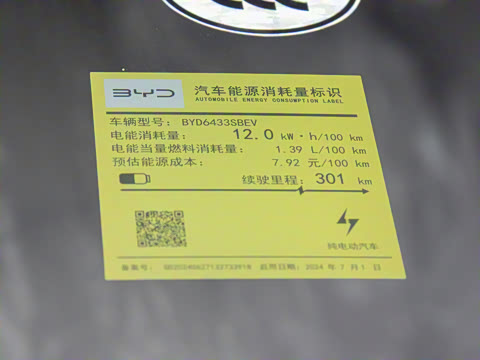 BYD 汽车能源消耗量标识
AUTOMOBILE ENERGY CONSUMPTION LABEL
车辆型号: BYD6433SBEV
电能消耗量: 12.0 kW·h/100 km
电能当量燃料消耗量: 1.39 L/100 km
预估能源成本: 7.92 元/100 km
续驶里程: 301 km
纯电动汽车
备案号: 启用日期: 2024 年 7 月 1 日